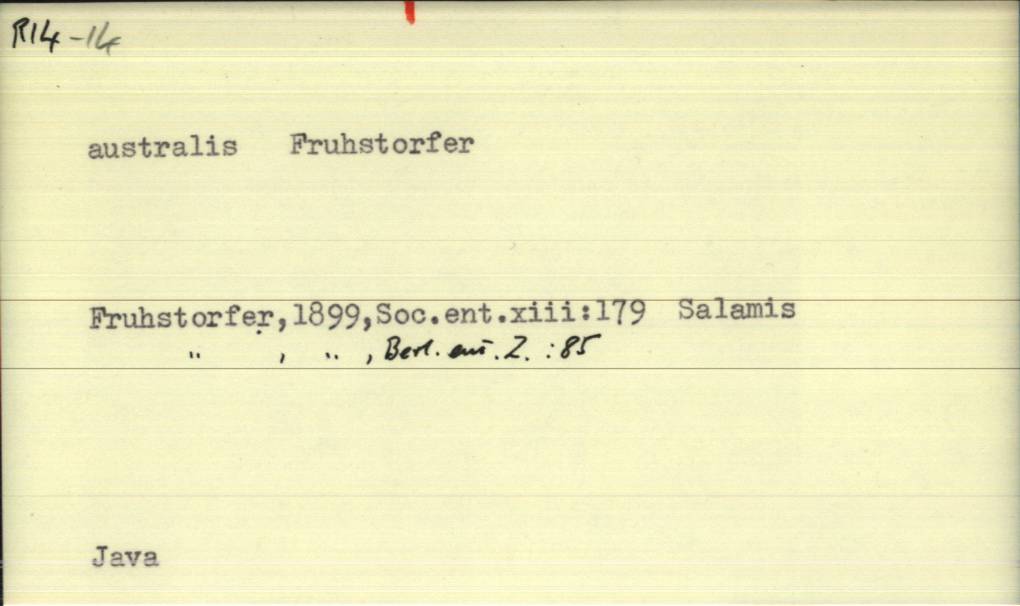 R14-14
australis Fruhstorfer
Fruhstorfer,1899,Soc.ent.xiii:179 Salamis
" , " , Berl. ent. Z. :85
Java